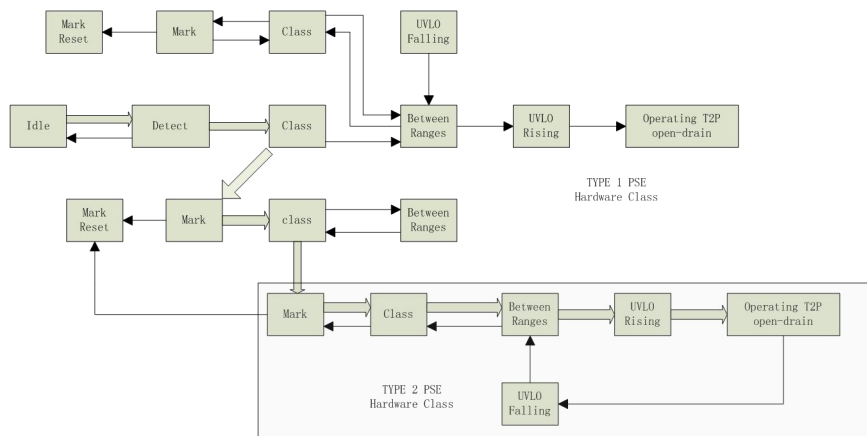 Mark
Reset
Mark
Class
UVLO
Falling
Idle
Detect
Class
Between
Ranges
UVLO
Rising
Operating T2P
open-drain
TYPE 1 PSE
Hardware Class
Mark
Reset
Mark
class
Between
Ranges
Mark
Class
Between
Ranges
UVLO
Rising
Operating T2P
open-drain
TYPE 2 PSE
Hardware Class
UVLO
Falling